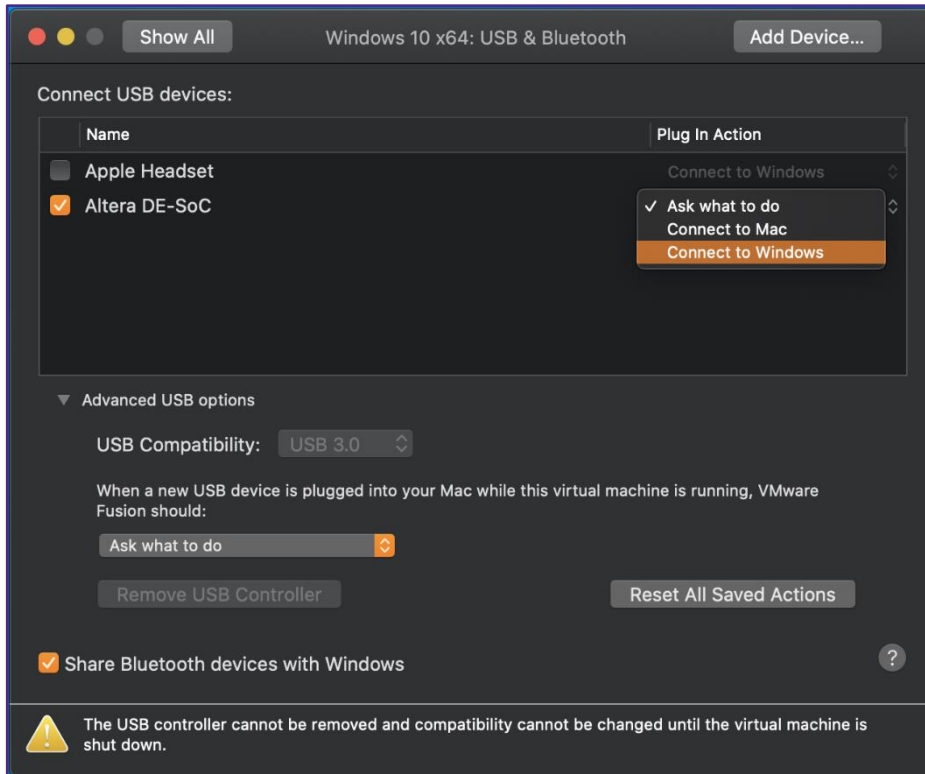 Show All
Windows 10 x64: USB & Bluetooth
Add Device...
Connect USB devices:
Name
Plug In Action
Apple Headset
Connect to Windows
Altera DE-SoC
✓ Ask what to do
Connect to Mac
Connect to Windows
Advanced USB options
USB Compatibility:
USB 3.0
When a new USB device is plugged into your Mac while this virtual machine is running, VMware
Fusion should:
Ask what to do
Remove USB Controller
Reset All Saved Actions
Share Bluetooth devices with Windows
?
The USB controller cannot be removed and compatibility cannot be changed until the virtual machine is
shut down.